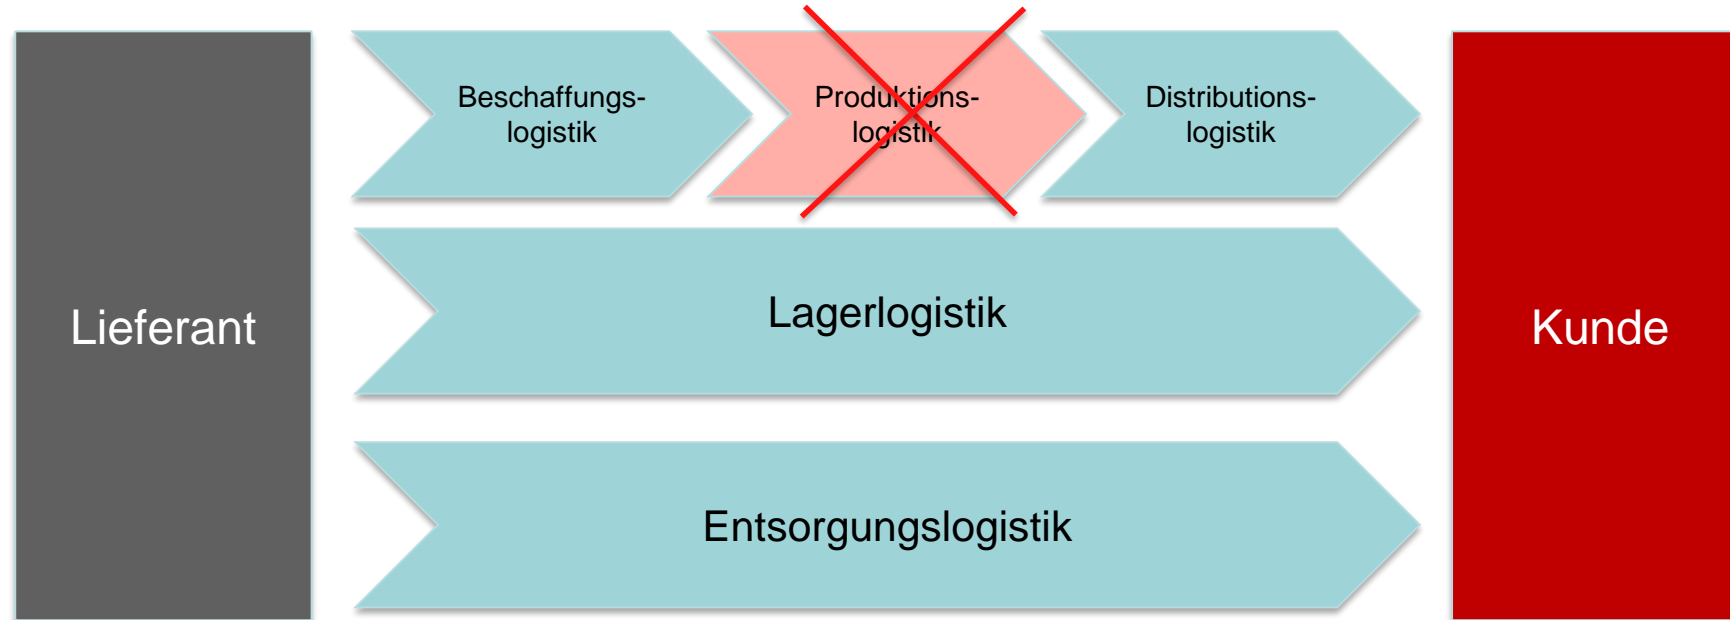 Lieferant
Beschaffungs-
logistik
Produktions-
logistik
Distributions-
logistik
Lagerlogistik
Entsorgungslogistik
Kunde